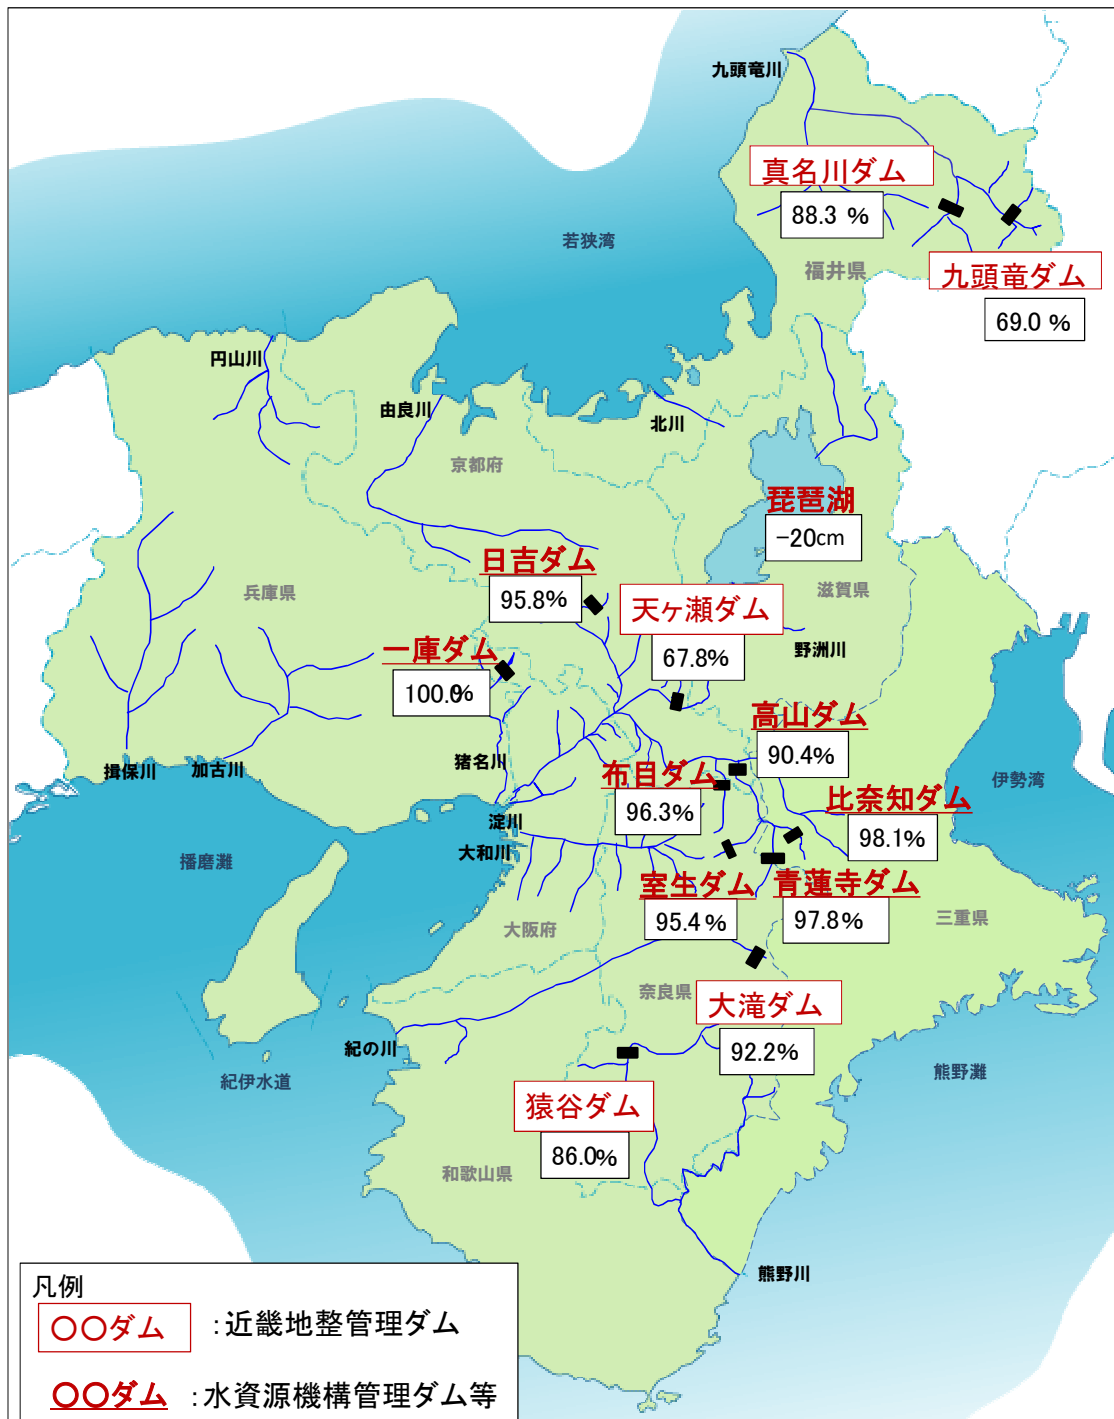 九頭竜川
真名川ダム
88.3 %
若狭湾
福井県
九頭竜ダム
69.0 %
円山川
由良川
北川
京都府
琵琶湖
-20cm
日吉ダム
95.8%
天ヶ瀬ダム
67.8%
滋賀県
兵庫県
野洲川
一庫ダム
100.0%
高山ダム
90.4%
猪名川
揖保川
加古川
布目ダム
96.3%
比奈知ダム
98.1%
伊勢湾
淀川
大和川
播磨灘
室生ダム
95.4 %
青蓮寺ダム
97.8%
大阪府
三重県
奈良県
大滝ダム
92.2%
紀の川
紀伊水道
熊野灘
猿谷ダム
86.0%
和歌山県
熊野川
凡例
〇〇ダム :近畿地整管理ダム
〇〇ダム :水資源機構管理ダム等